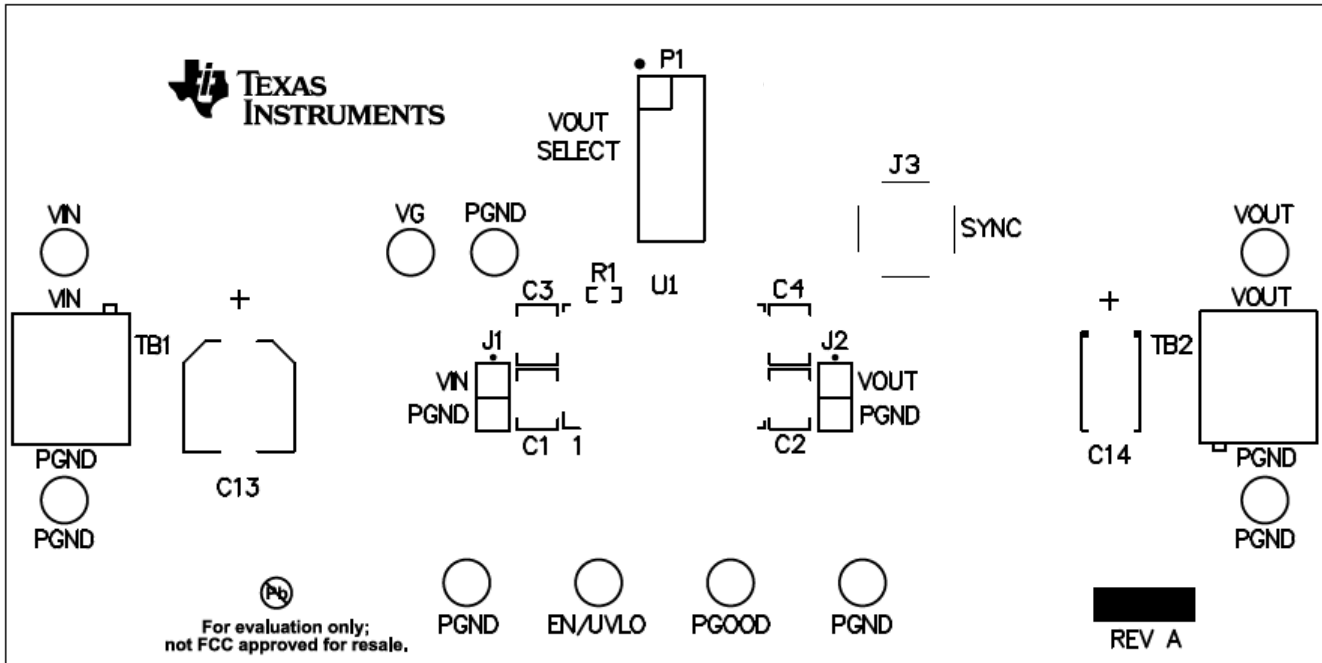 TEXAS
INSTRUMENTS
P1
VOUT
SELECT
J3
SYNC
VIN
VG
PGND
VOUT
R1
U1
VIN
TB1
+
C3
C4
+
TB2
VOUT
J1
VIN
PGND
J2
VOUT
PGND
C1
1
C2
PGND
C13
C14
PGND
PGND
PGND
Pb
For evaluation only;
not FCC approved for resale.
PGND
EN/UVLO
PGOOD
PGND
REV A